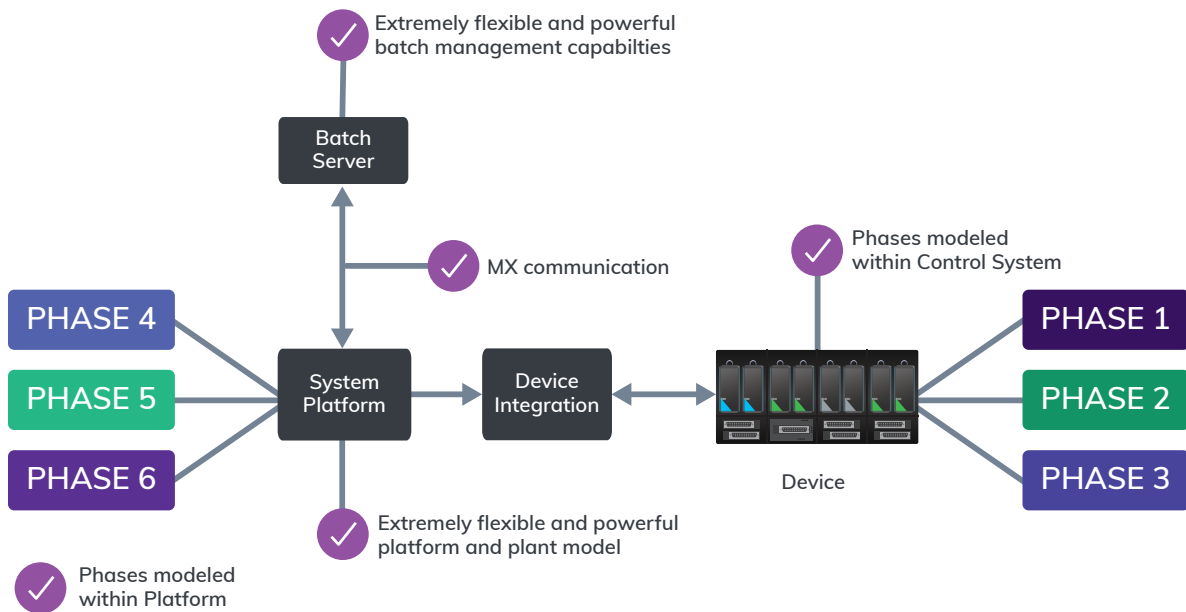 Extremely flexible and powerful
batch management capabilties
Batch
Server
MX communication
Phases modeled
within Control System
PHASE 4
PHASE 5
PHASE 6
System
Platform
Device
Integration
Device
PHASE 1
PHASE 2
PHASE 3
Extremely flexible and powerful
platform and plant model
Phases modeled
within Platform